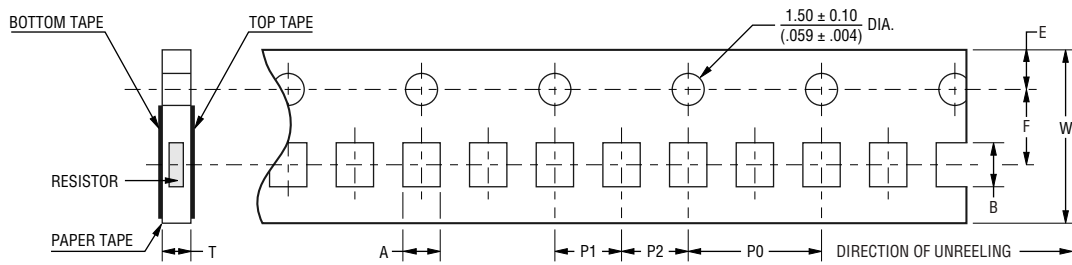 BOTTOM TAPE
TOP TAPE
1.50 ± 0.10
(.059 ± .004)
DIA.
E
F
W
RESISTOR
B
PAPER TAPE
T
A
P1
P2
P0
DIRECTION OF UNREELING